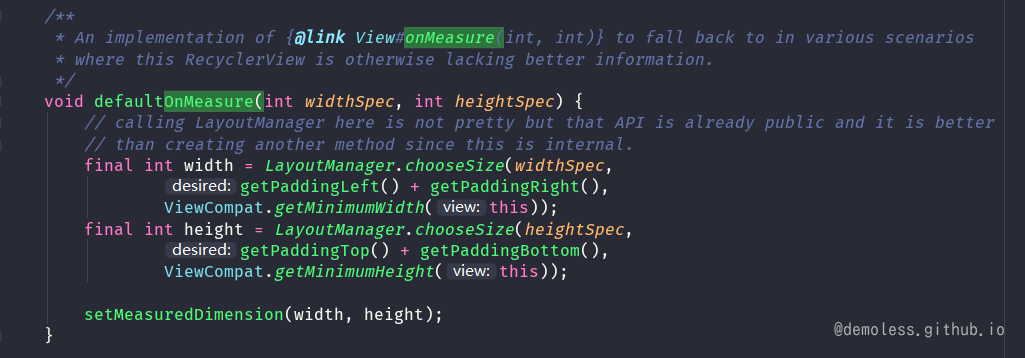 /**
 * An implementation of {@link View#onMeasure(int, int)} to fall back to in various scenarios
 * where this RecyclerView is otherwise lacking better information.
 */
void defaultOnMeasure(int widthSpec, int heightSpec) {
    // calling LayoutManager here is not pretty but that API is already public and it is better
    // than creating another method since this is internal.
    final int width = LayoutManager.chooseSize(widthSpec,
            desired: getPaddingLeft() + getPaddingRight(),
            ViewCompat.getMinimumWidth( view: this));
    final int height = LayoutManager.chooseSize(heightSpec,
            desired: getPaddingTop() + getPaddingBottom(),
            ViewCompat.getMinimumHeight( view: this));

    setMeasuredDimension(width, height);
}
@demoless.github.io